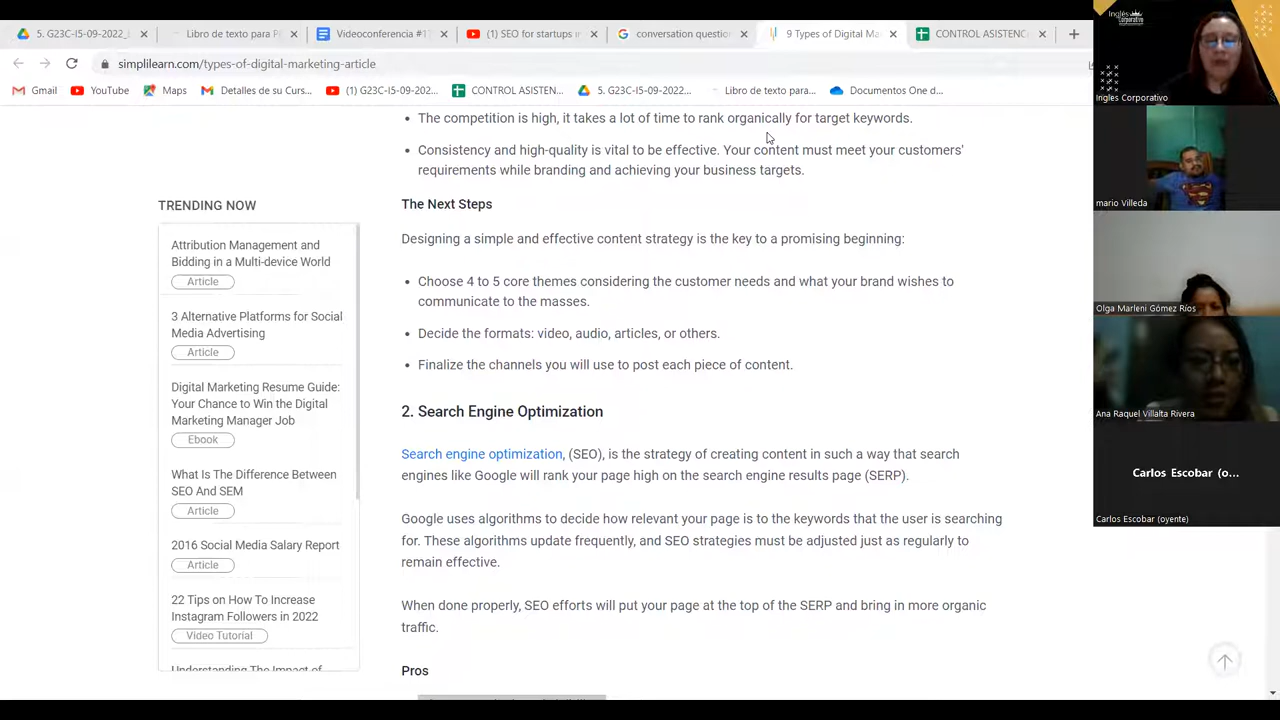 5. G23C-I5-09-2022_
Libro de texto para P
Videoconferencia #1
(1) SEO for startups i
conversation questio
9 Types of Digital Ma
CONTROL ASISTENC
simplilearn.com/types-of-digital-marketing-article
Gmail
YouTube
Maps
Detalles de su Curs...
(1) G23C-I5-09-2022...
CONTROL ASISTEN...
5. G23C-I5-09-2022...
Libro de texto para...
Documentos One d...
The competition is high, it takes a lot of time to rank organically for target keywords.
Consistency and high-quality is vital to be effective. Your content must meet your customers'
requirements while branding and achieving your business targets.
The Next Steps
Designing a simple and effective content strategy is the key to a promising beginning:
Choose 4 to 5 core themes considering the customer needs and what your brand wishes to
communicate to the masses.
Decide the formats: video, audio, articles, or others.
Finalize the channels you will use to post each piece of content.
2. Search Engine Optimization
Search engine optimization, (SEO), is the strategy of creating content in such a way that search
engines like Google will rank your page high on the search engine results page (SERP).
Google uses algorithms to decide how relevant your page is to the keywords that the user is searching
for. These algorithms update frequently, and SEO strategies must be adjusted just as regularly to
remain effective.
When done properly, SEO efforts will put your page at the top of the SERP and bring in more organic
traffic.
Pros
TRENDING NOW
Attribution Management and
Bidding in a Multi-device World
Article
3 Alternative Platforms for Social
Media Advertising
Article
Digital Marketing Resume Guide:
Your Chance to Win the Digital
Marketing Manager Job
Ebook
What Is The Difference Between
SEO And SEM
Article
2016 Social Media Salary Report
Article
22 Tips on How To Increase
Instagram Followers in 2022
Video Tutorial
Understanding The Impact of
Inglés
Corporativo
Ingles Corporativo
mario Villeda
Olga Marleni Gómez Ríos
Ana Raquel Villalta Rivera
Carlos Escobar (o...
Carlos Escobar (oyente)